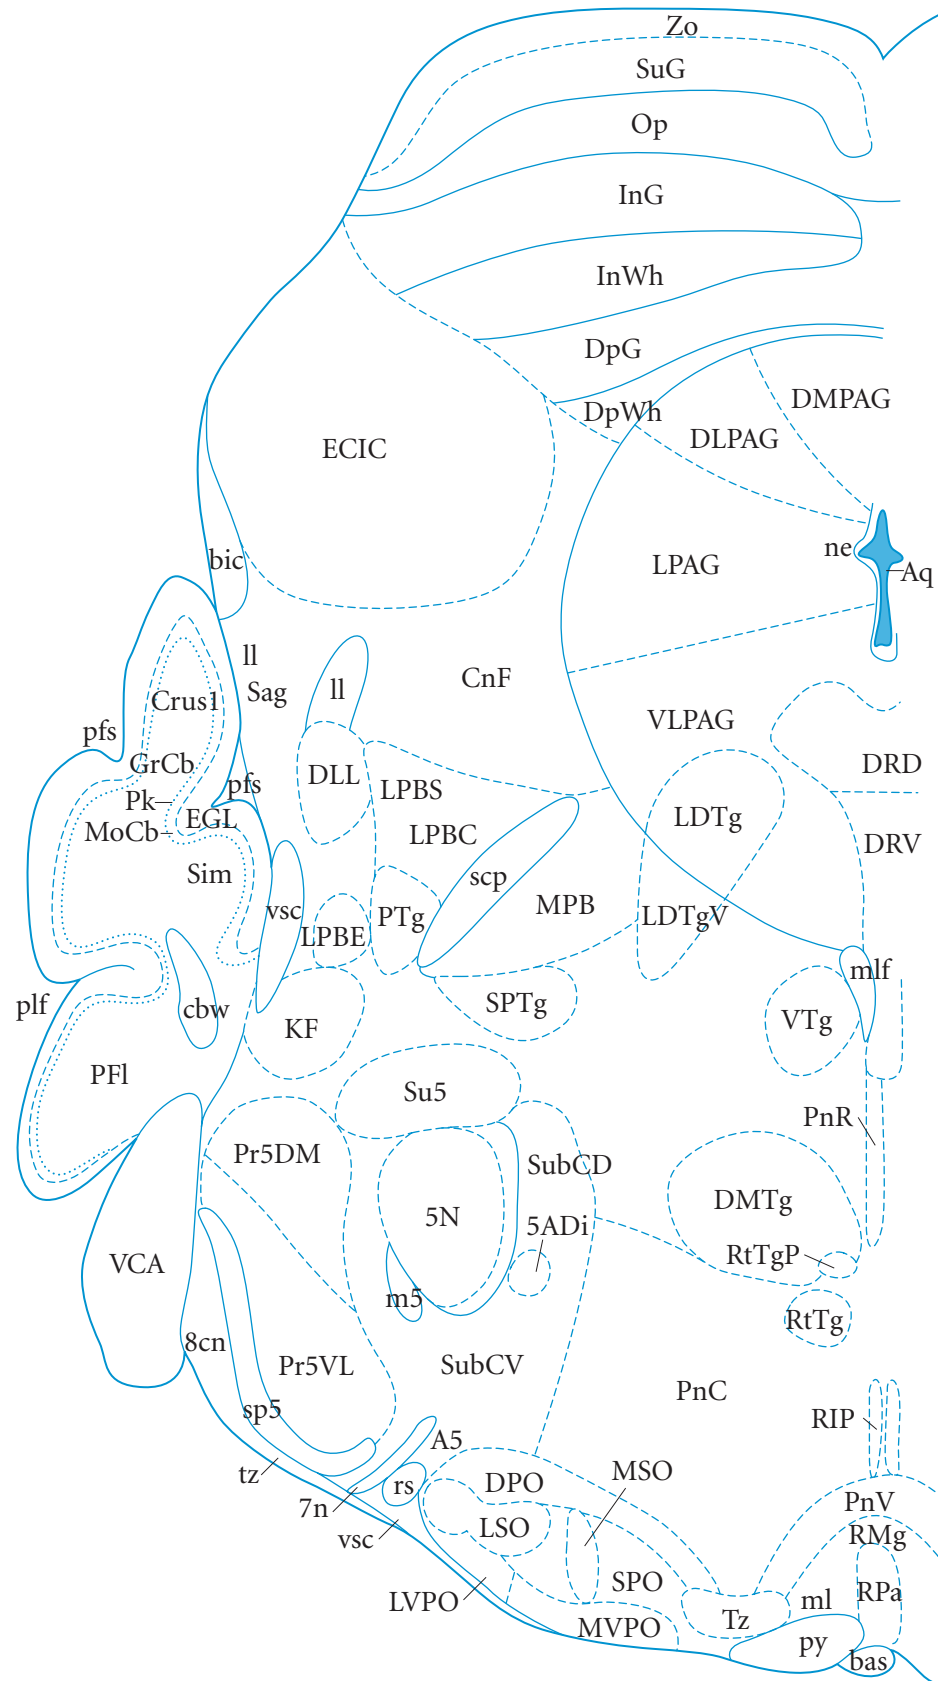 Zo
SuG
Op
InG
InWh
DpG
DpWh
DMPAG
DLPAG
ECIC
ne
LPAG
Aq
bic
ll
Sag
ll
CnF
Crus1
VLPAG
pfs
GrCb
DLL
DRD
pfs
LPBS
Pk
MoCb
EGL
LPBC
LDTg
DRV
Sim
scp
vsc
LPBE
PTg
MPB
LDTgV
mlf
plf
cbw
KF
SPTg
VTg
PFl
Su5
PnR
Pr5DM
SubCD
DMTg
5N
5ADi
VCA
RtTgP
m5
RtTg
8cn
Pr5VL
SubCV
PnC
sp5
RIP
A5
tz
rs
DPO
MSO
7n
PnV
vsc
LSO
RMg
LVPO
SPO
ml
RPa
MVPO
Tz
py
bas